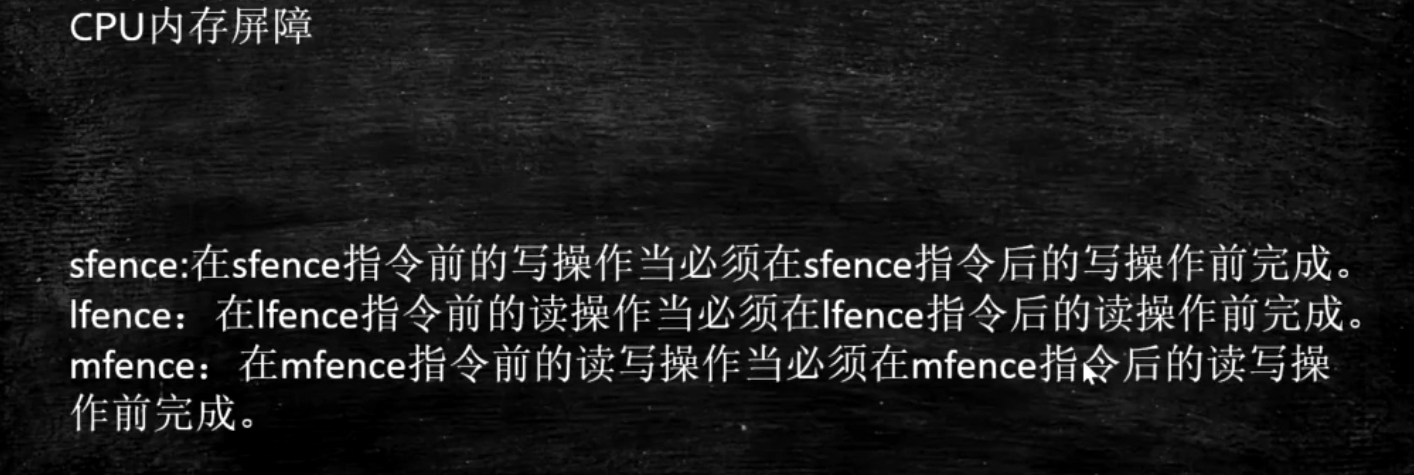 CPU内存屏障
sfence:在sfence指令前的写操作当必须在sfence指令后的写操作前完成。
lfence：在lfence指令前的读操作当必须在lfence指令后的读操作前完成。
mfence：在mfence指令前的读写操作当必须在mfence指令后的读写操
作前完成。